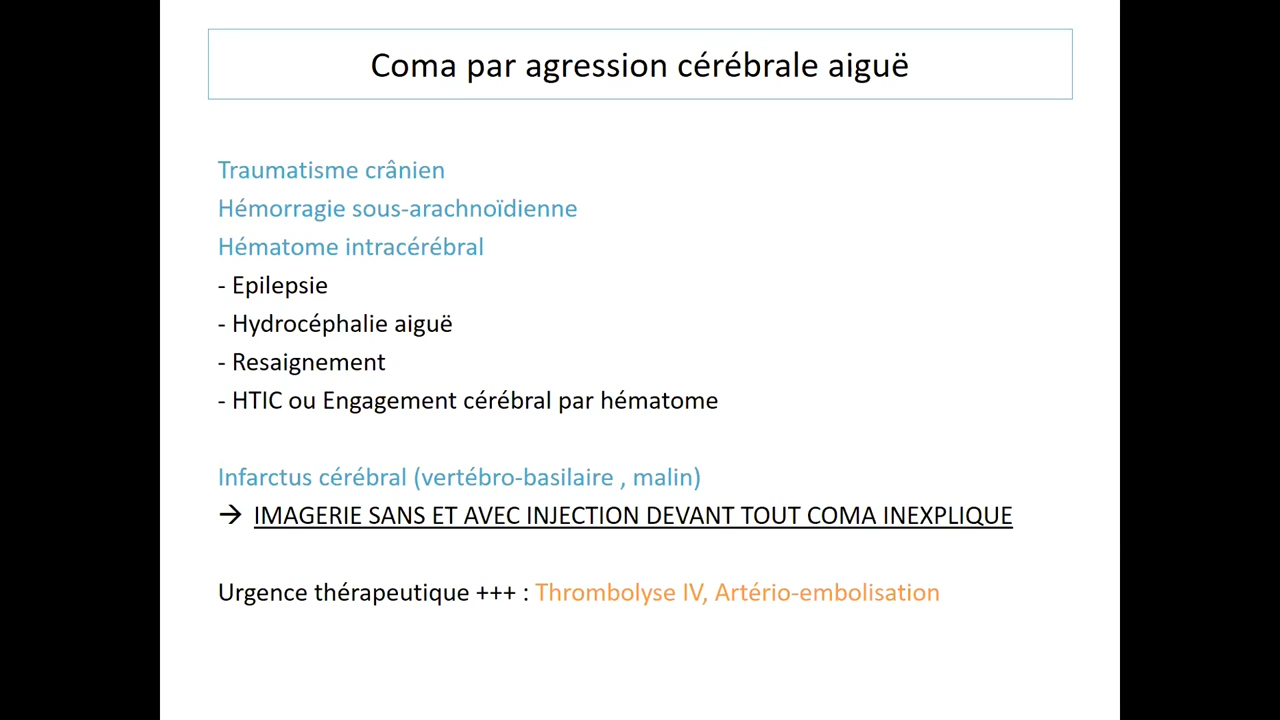 Coma par agression cérébrale aiguë
Traumatisme crânien
Hémorragie sous-arachnoïdienne
Hématome intracérébral
- Epilepsie
- Hydrocéphalie aiguë
- Resaignement
- HTIC ou Engagement cérébral par hématome
Infarctus cérébral (vertébro-basilaire , malin)
→ IMAGERIE SANS ET AVEC INJECTION DEVANT TOUT COMA INEXPLIQUE
Urgence thérapeutique +++ : Thrombolyse IV, Artério-embolisation